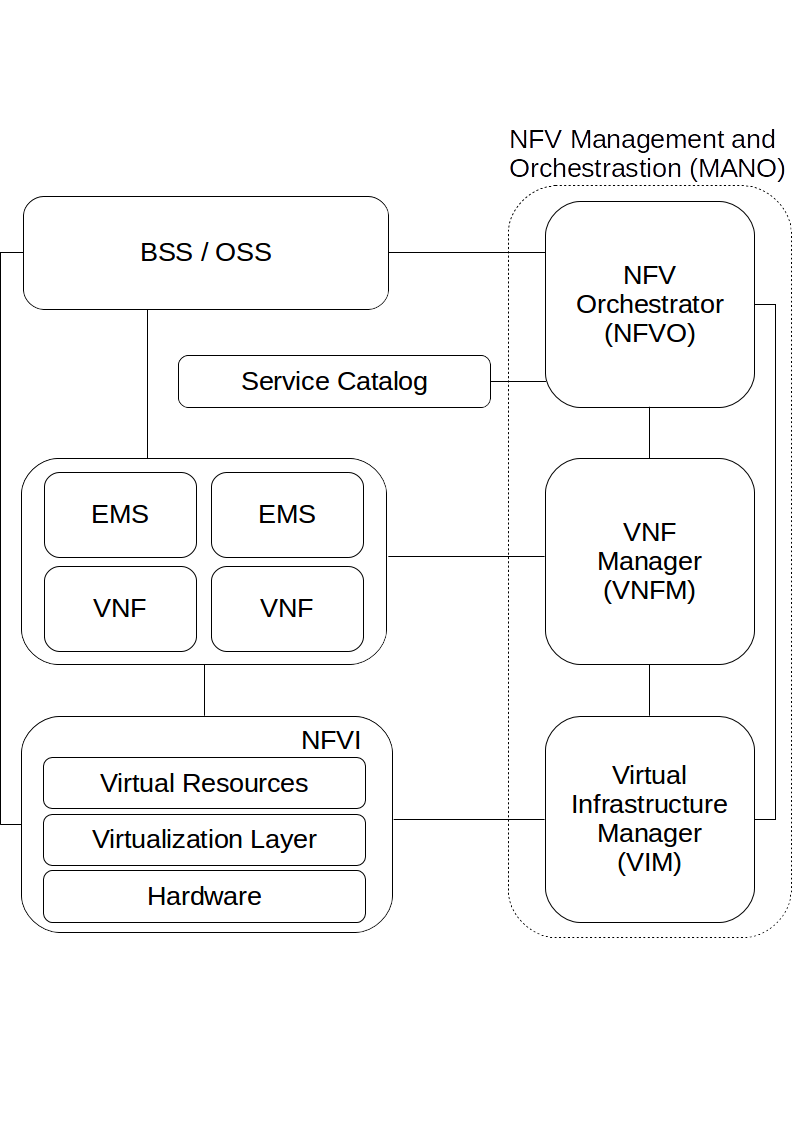 NFV Management and
Orchestrastion (MANO)
BSS / OSS
NFV
Orchestrator
(NFVO)
Service Catalog
EMS
EMS
VNF
VNF
VNF
Manager
(VNFM)
NFVI
Virtual Resources
Virtualization Layer
Hardware
Virtual
Infrastructure
Manager
(VIM)